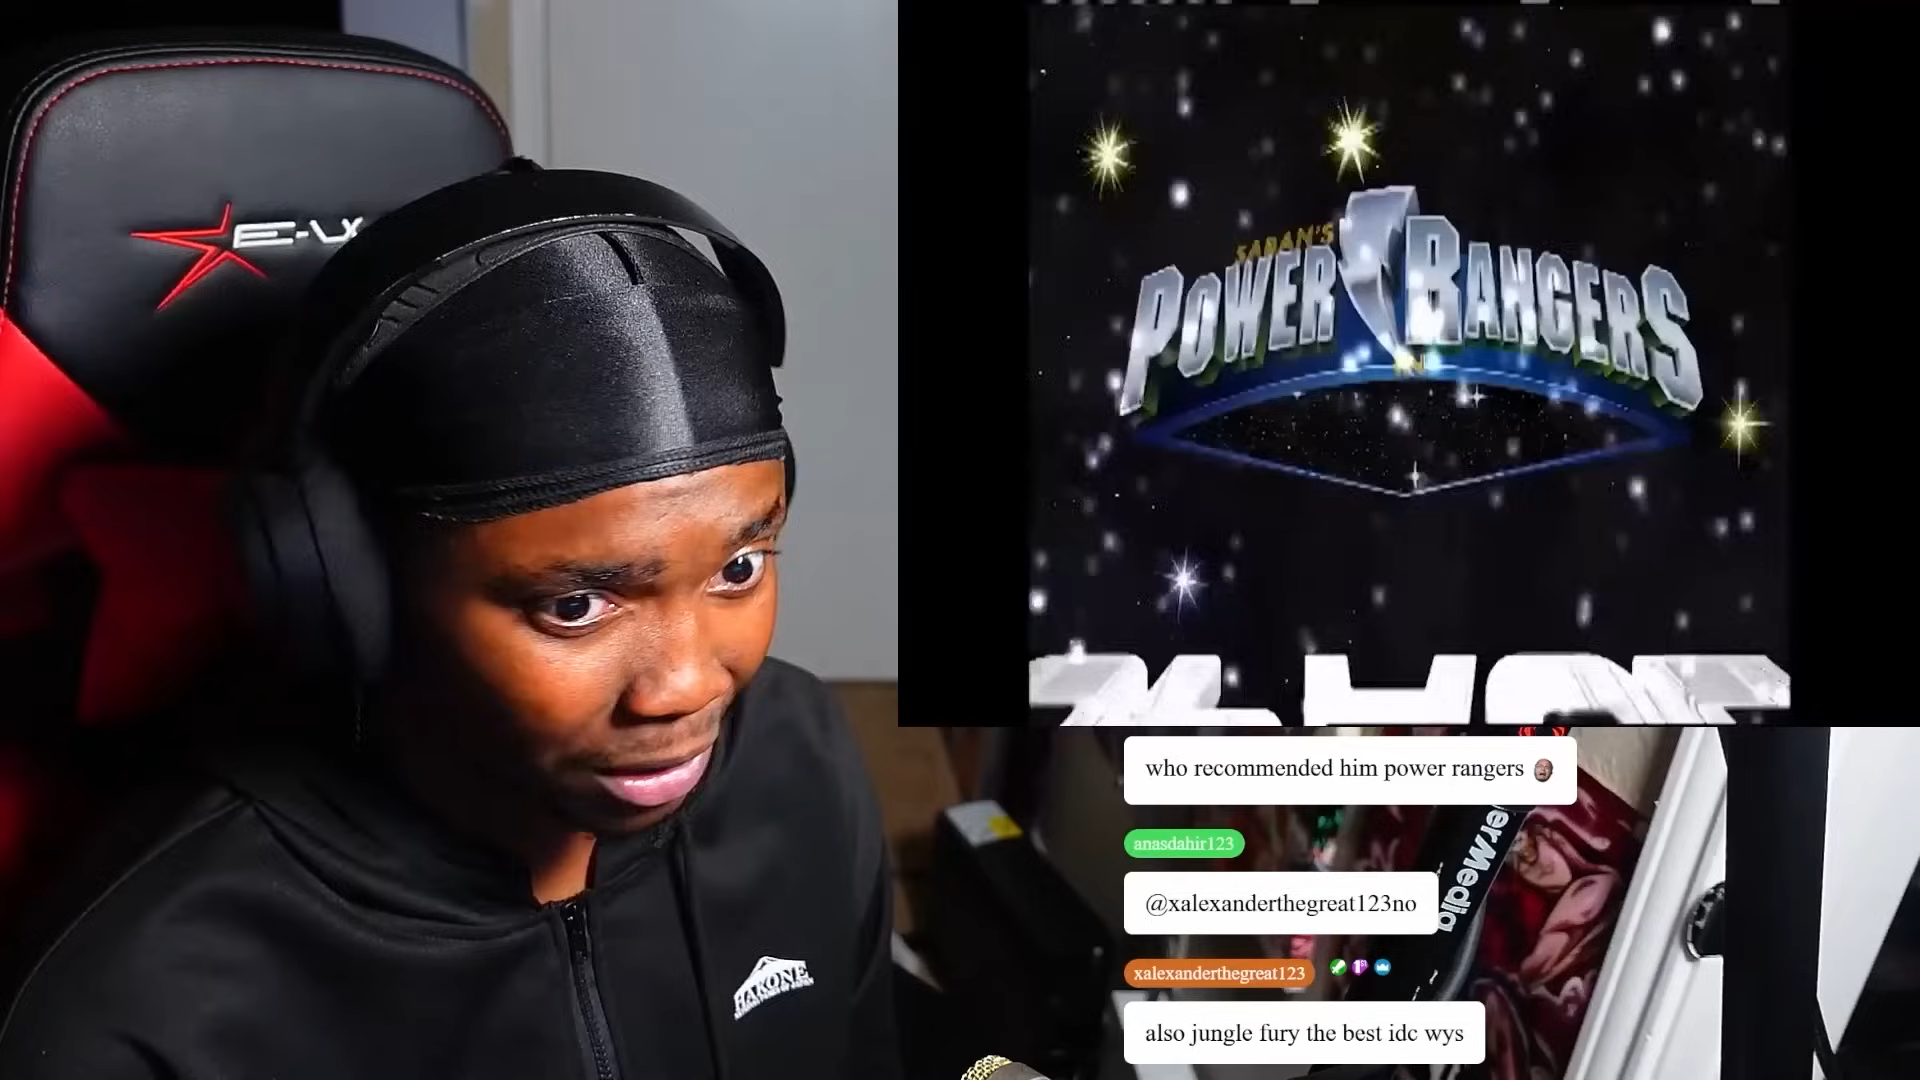 SABAN'S
POWER RANGERS
IN
HAKONE
who recommended him power rangers
anasdahir123
@xalexanderthegreat123no
xalexanderthegreat123
also jungle fury the best idc wys